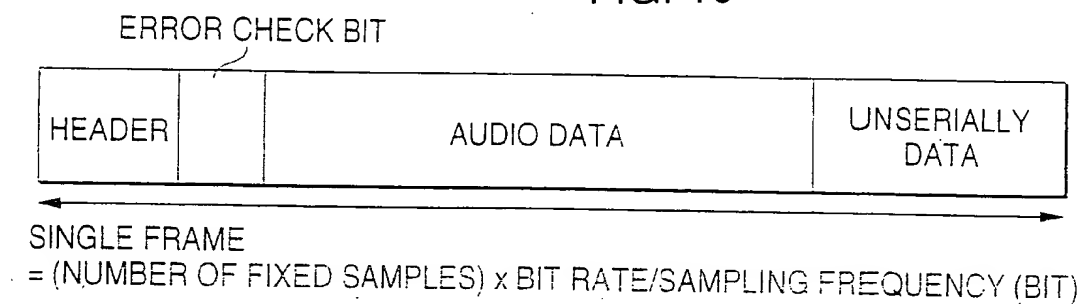 ERROR CHECK BIT
HEADER
AUDIO DATA
UNSERIALLY
DATA
SINGLE FRAME
= (NUMBER OF FIXED SAMPLES) x BIT RATE/SAMPLING FREQUENCY (BIT)